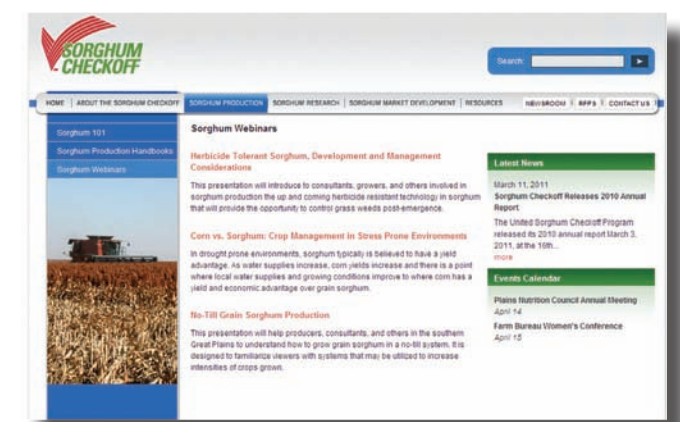 SORGHUM
CHECKOFF
Search:
HOME | ABOUT THE SORGHUM CHECKOFF | SORGHUM PRODUCTION | SORGHUM RESEARCH | SORGHUM MARKET DEVELOPMENT | RESOURCES
NEWSROOM | RFPS | CONTACT US
Sorghum 101
Sorghum Production Handbooks
Sorghum Webinars
Sorghum Webinars
Herbicide Tolerant Sorghum, Development and Management
Considerations
This presentation will introduce to consultants, growers, and others involved in
sorghum production the up and coming herbicide resistant technology in sorghum
that will provide the opportunity to control grass weeds post-emergence.
Corn vs. Sorghum: Crop Management in Stress Prone Environments
In drought prone environments, sorghum typically is believed to have a yield
advantage. As water supplies increase, corn yields increase and there is a point
where local water supplies and growing conditions improve to where corn has a
yield and economic advantage over grain sorghum.
No-Till Grain Sorghum Production
This presentation will help producers, consultants, and others in the southern
Great Plains to understand how to grow grain sorghum in a no-till system. It is
designed to familiarize viewers with systems that may be utilized to increase
intensities of crops grown.
Latest News
March 11, 2011
Sorghum Checkoff Releases 2010 Annual
Report
The United Sorghum Checkoff Program
released its 2010 annual report March 3,
2011, at the 16th...
more
Events Calendar
Plains Nutrition Council Annual Meeting
April 14
Farm Bureau Women's Conference
April 15